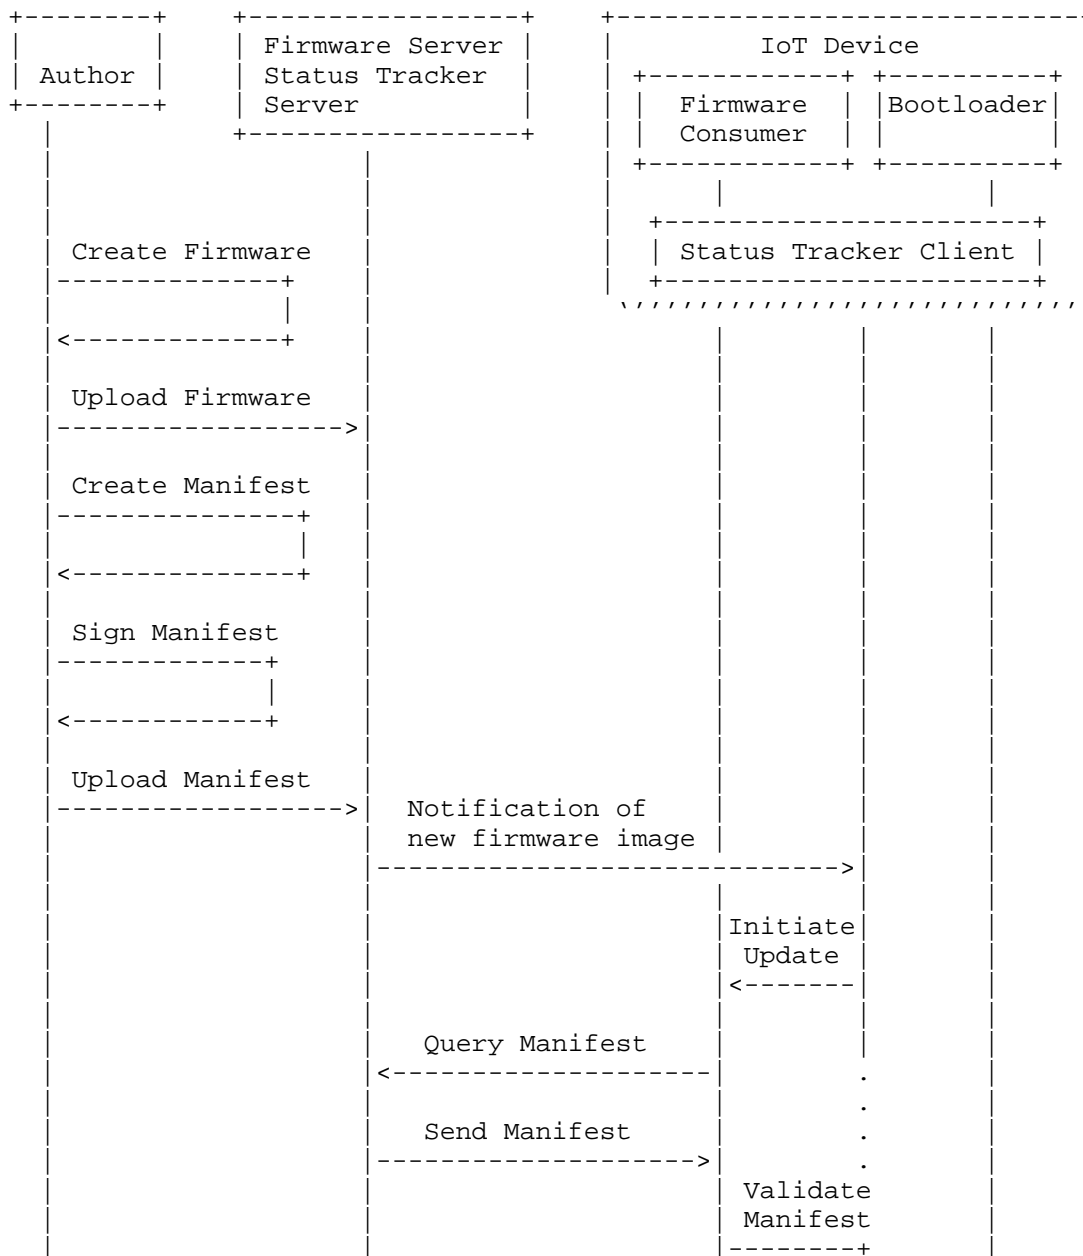 Firmware Server
IoT Device
Author
Status Tracker
Server
Firmware
Bootloader
Consumer
Create Firmware
Status Tracker Client
Upload Firmware
Create Manifest
Sign Manifest
Upload Manifest
Notification of
new firmware image
Initiate
Update
Query Manifest
Send Manifest
Validate
Manifest